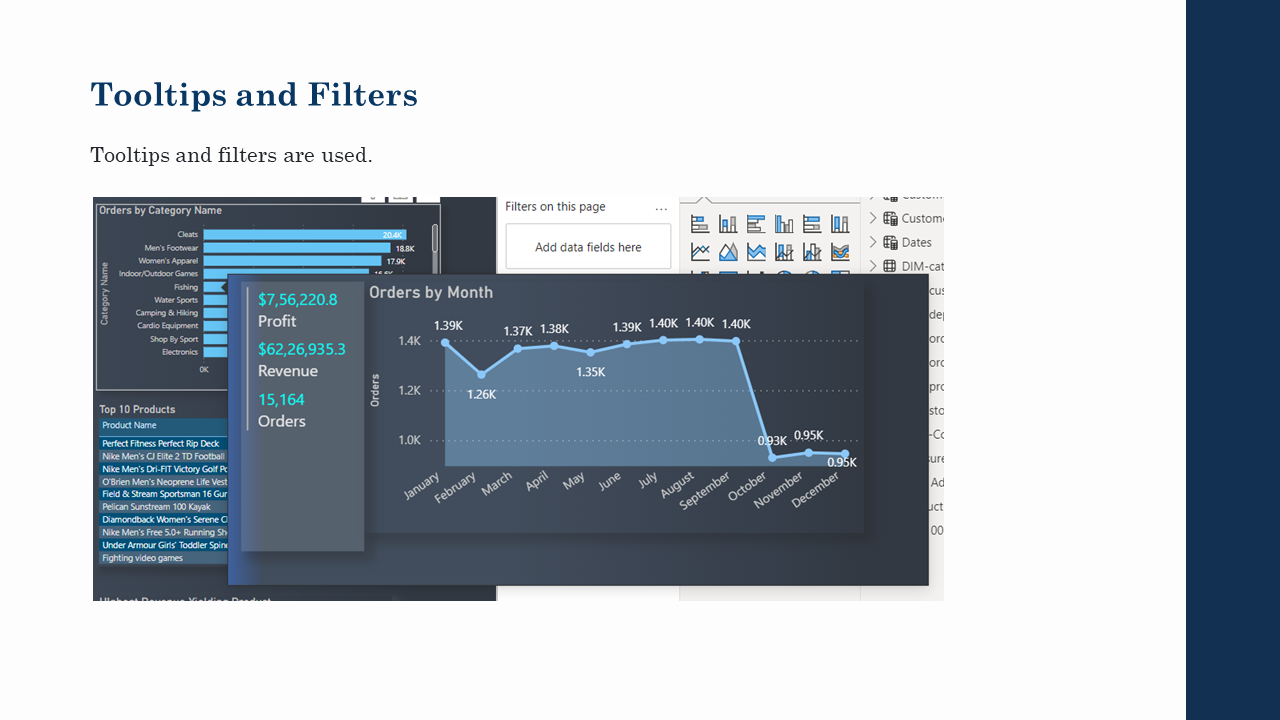 Tooltips and Filters
Tooltips and filters are used.
Orders by Category Name
Category Name
Cleats
20.4K
Men's Footwear
18.8K
Women's Apparel
17.9K
Indoor/Outdoor Games
Fishing
Water Sports
Camping & Hiking
Cardio Equipment
Shop By Sport
Electronics
0K
Top 10 Products
Product Name
Perfect Fitness Perfect Rip Deck
Nike Men's CJ Elite 2 TD Football
Nike Men's Dri-FIT Victory Golf Po
O'Brien Men's Neoprene Life Vest
Field & Stream Sportsman 16 Gun
Pelican Sunstream 100 Kayak
Diamondback Women's Serene Cl
Nike Men's Free 5.0+ Running Sh
Under Armour Girls' Toddler Spine
Fighting video games
Filters on this page
...
Add data fields here
Custome
Dates
DIM-cat
$7,56,220.8
Profit
$62,26,935.3
Revenue
15,164
Orders
Orders by Month
Orders
1.4K
1.2K
1.0K
1.39K
1.26K
1.37K
1.38K
1.35K
1.39K
1.40K
1.40K
1.40K
0.93K
0.95K
0.95K
January
February
March
April
May
June
July
August
September
October
November
December